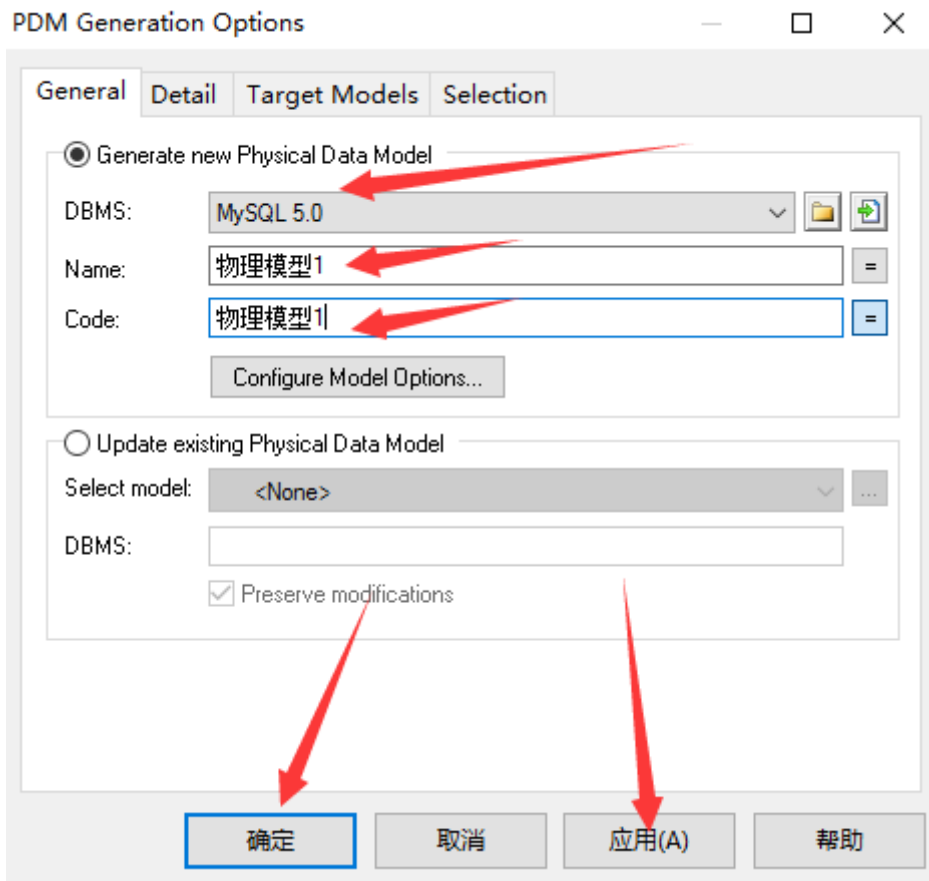 PDM Generation Options
General Detail Target Models Selection
Generate new Physical Data Model
DBMS: MySQL 5.0
Name: 物理模型1 =
Code: 物理模型1 =
Configure Model Options...
Update existing Physical Data Model
Select model: <None> ...
DBMS:
Preserve modifications
确定 取消 应用(A) 帮助